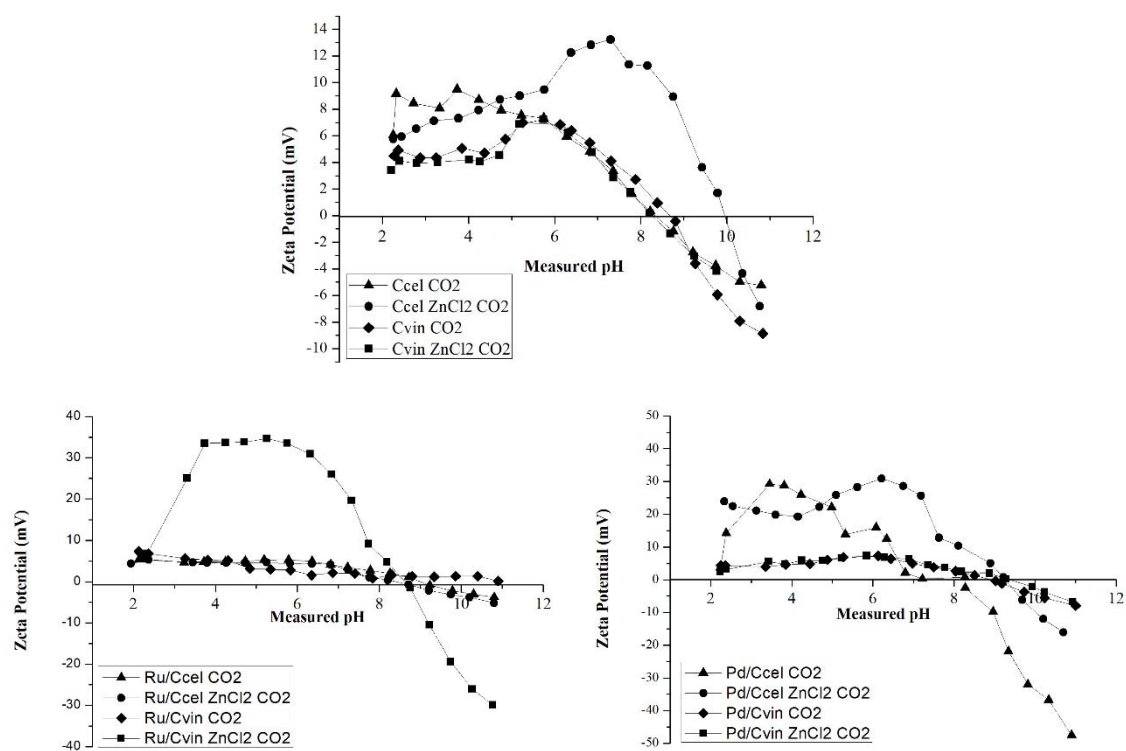 14
12
10
8
6
4
2
0
-2
-4
-6
-8
-10
2 4 6 8 10 12
Zeta Potential (mV)
Measured pH
Ccel CO2
Ccel ZnCl2 CO2
Cvin CO2
Cvin ZnCl2 CO2
40
30
20
10
0
-10
-20
-30
-40
2 4 6 8 10 12
Zeta Potential (mV)
Measured pH
Ru/Ccel CO2
Ru/Ccel ZnCl2 CO2
Ru/Cvin CO2
Ru/Cvin ZnCl2 CO2
50
40
30
20
10
0
-10
-20
-30
-40
-50
2 4 6 8 10 12
Zeta Potential (mV)
Measured pH
Pd/Ccel CO2
Pd/Ccel ZnCl2 CO2
Pd/Cvin CO2
Pd/Cvin ZnCl2 CO2